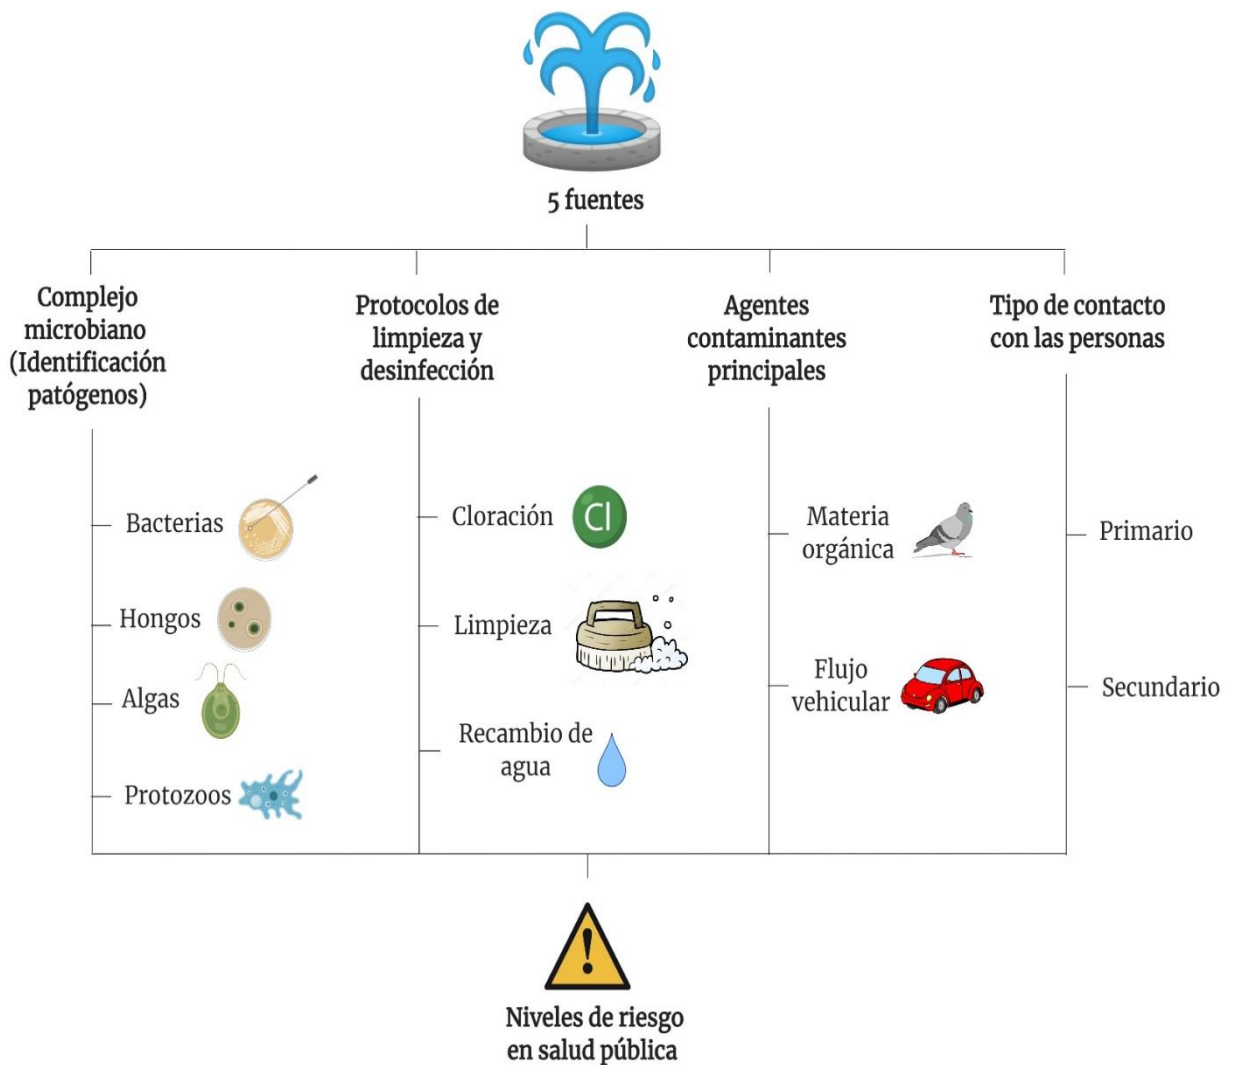 5 fuentes
Complejo
microbiano
(Identificación
patógenos)
Bacterias
Hongos
Algas
Protozoos
Protocolos de
limpieza y
desinfección
Cloración
Cl
Limpieza
Recambio de
agua
Agentes
contaminantes
principales
Materia
orgánica
Flujo
vehicular
Tipo de contacto
con las personas
Primario
Secundario
!
Niveles de riesgo
en salud pública